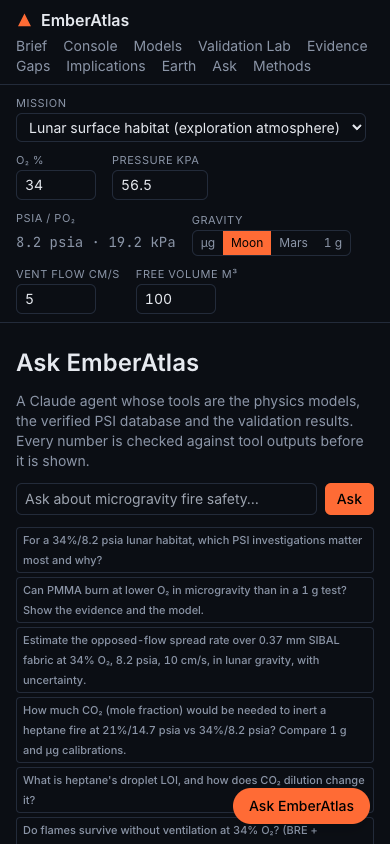 EmberAtlas
Brief Console Models Validation Lab Evidence
Gaps Implications Earth Ask Methods
MISSION
Lunar surface habitat (exploration atmosphere)
O₂ % PRESSURE KPA
34 56.5
PSIA / PO₂ GRAVITY
8.2 psia · 19.2 kPa µg Moon Mars 1 g
VENT FLOW CM/S FREE VOLUME M³
5 100
Ask EmberAtlas
A Claude agent whose tools are the physics models,
the verified PSI database and the validation results.
Every number is checked against tool outputs before
it is shown.
Ask about microgravity fire safety... Ask
For a 34%/8.2 psia lunar habitat, which PSI investigations matter
most and why?
Can PMMA burn at lower O₂ in microgravity than in a 1 g test?
Show the evidence and the model.
Estimate the opposed-flow spread rate over 0.37 mm SIBAL
fabric at 34% O₂, 8.2 psia, 10 cm/s, in lunar gravity, with
uncertainty.
How much CO₂ (mole fraction) would be needed to inert a
heptane fire at 21%/14.7 psia vs 34%/8.2 psia? Compare 1 g
and µg calibrations.
What is heptane's droplet LOI, and how does CO₂ dilution change
it?
Ask EmberAtlas
Do flames survive without ventilation at 34% O₂? (BRE +